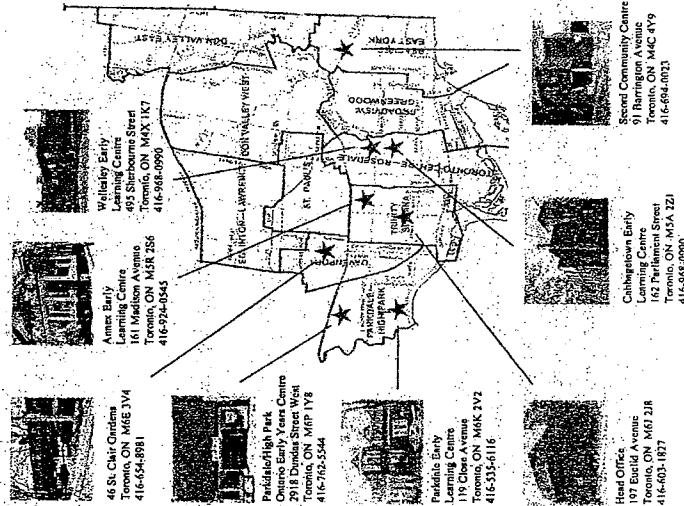 46 St. Clair Gardens
Toronto, ON M6E 3V4
416-654-8981
Parkdale/High Park
Ontario Early Years Centre
2918 Dundas Street West
Toronto, ON M6P 1Y8
416-762-5544
Parkdale Early
Learning Centre
119 Close Avenue
Toronto, ON M6K 2V2
416-535-6116
Head Office
197 Euclid Avenue
Toronto, ON M6J 2J8
416-603-1827
Annex Early
Learning Centre
161 Madison Avenue
Toronto, ON M5R 2S6
416-924-0545
Wellesley Early
Learning Centre
495 Sherbourne Street
Toronto, ON M4X 1K7
416-968-0990
DON VALLEY EAST
DON VALLEY WEST
EGLINTON-LAWRENCE
ST. PAUL'S
EAST YORK
BROADVIEW
GREENWOOD
TORONTO CENTRE - ROSEDALE
TRINITY
SPADINA
DAVENPORT
PARKDALE
HIGH PARK
Cabbagetown Early
Learning Centre
162 Parliament Street
Toronto, ON M5A 2Z1
Secord Community Centre
91 Barrington Avenue
Toronto, ON M4C 4Y9
416-694-0023